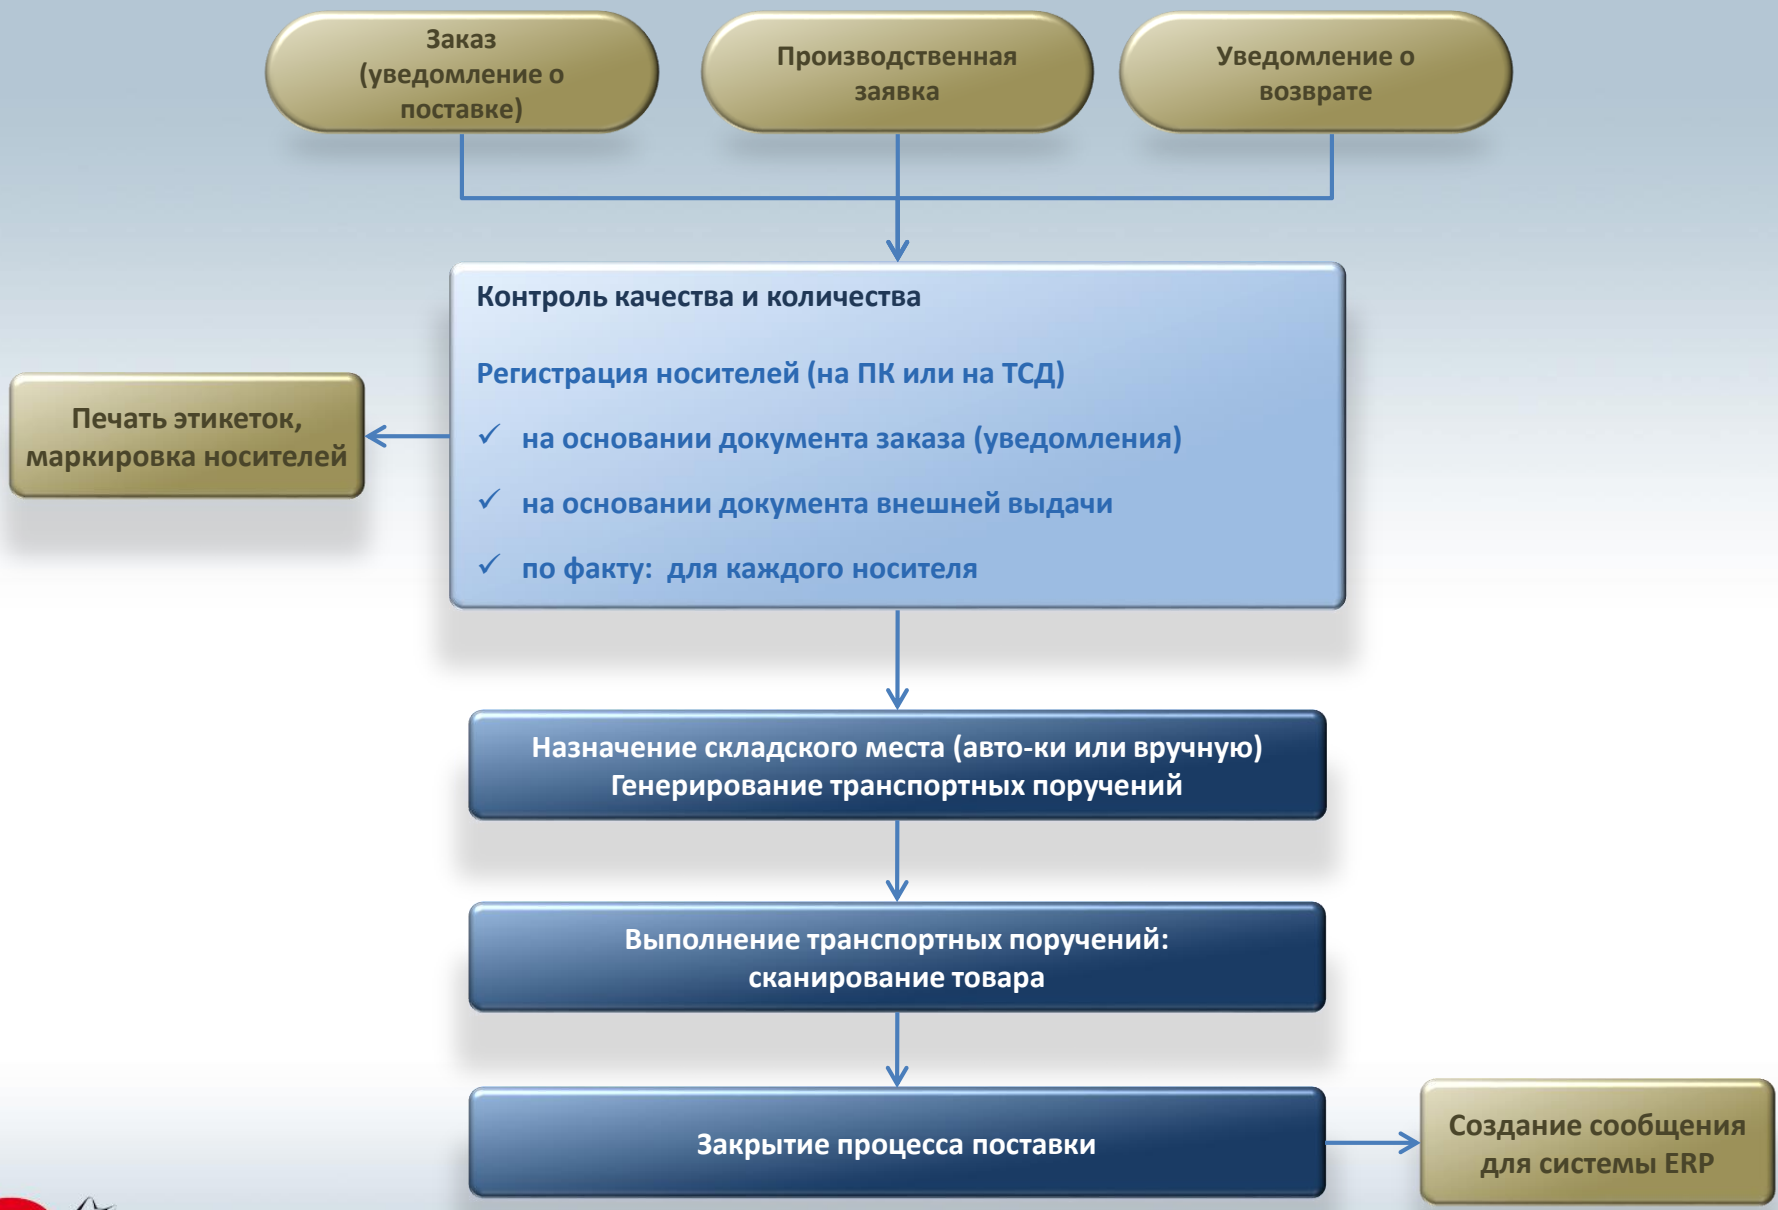 Заказ
(уведомление о
поставке)
Производственная
заявка
Уведомление о
возврате
Контроль качества и количества
Регистрация носителей (на ПК или на ТСД)
✓ на основании документа заказа (уведомления)
✓ на основании документа внешней выдачи
✓ по факту: для каждого носителя
Печать этикеток,
маркировка носителей
Назначение складского места (авто-ки или вручную)
Генерирование транспортных поручений
Выполнение транспортных поручений:
сканирование товара
Закрытие процесса поставки
Создание сообщения
для системы ERP